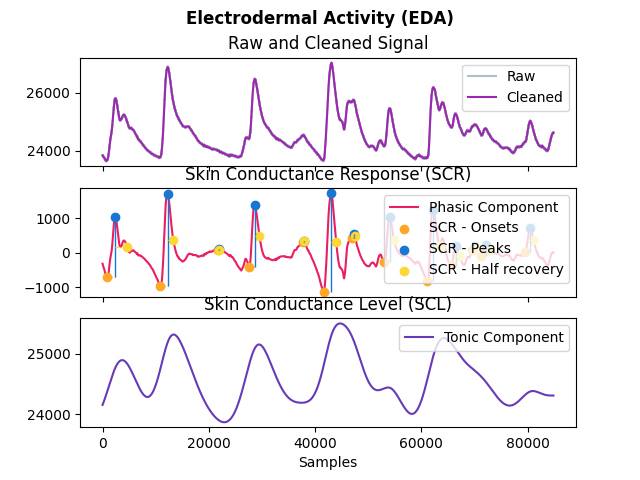 Electrodermal Activity (EDA)
Raw and Cleaned Signal
26000
24000
Raw
Cleaned
Skin Conductance Response (SCR)
1000
0
−1000
Phasic Component
SCR - Onsets
SCR - Peaks
SCR - Half recovery
Skin Conductance Level (SCL)
25000
24000
Tonic Component
0 20000 40000 60000 80000
Samples